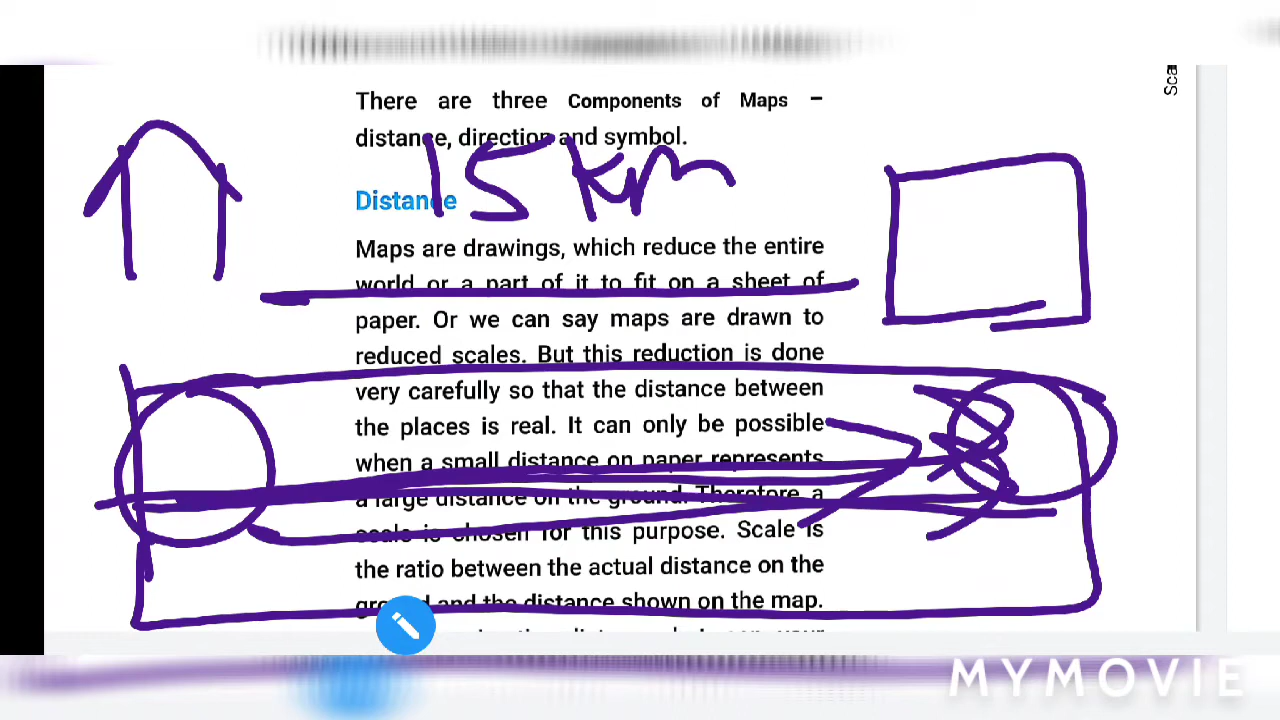 Scal
There are three Components of Maps –
distance, direction and symbol.
15 km
Distance
Maps are drawings, which reduce the entire
world or a part of it to fit on a sheet of
paper. Or we can say maps are drawn to
reduced scales. But this reduction is done
very carefully so that the distance between
the places is real. It can only be possible
when a small distance on paper represents
a large distance on the ground. Therefore a
scale is chosen for this purpose. Scale is
the ratio between the actual distance on the
ground and the distance shown on the map.
MYMOVIE